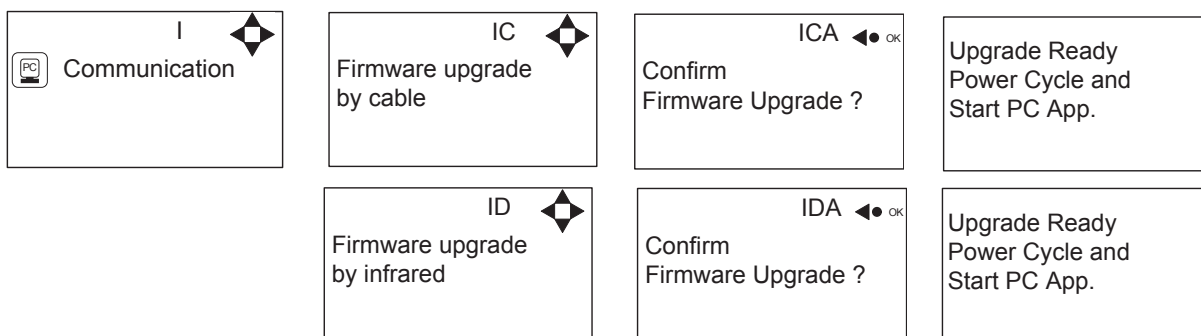 I
PC
Communication
IC
Firmware upgrade
by cable
ICA OK
Confirm
Firmware Upgrade ?
Upgrade Ready
Power Cycle and
Start PC App.
ID
Firmware upgrade
by infrared
IDA OK
Confirm
Firmware Upgrade ?
Upgrade Ready
Power Cycle and
Start PC App.